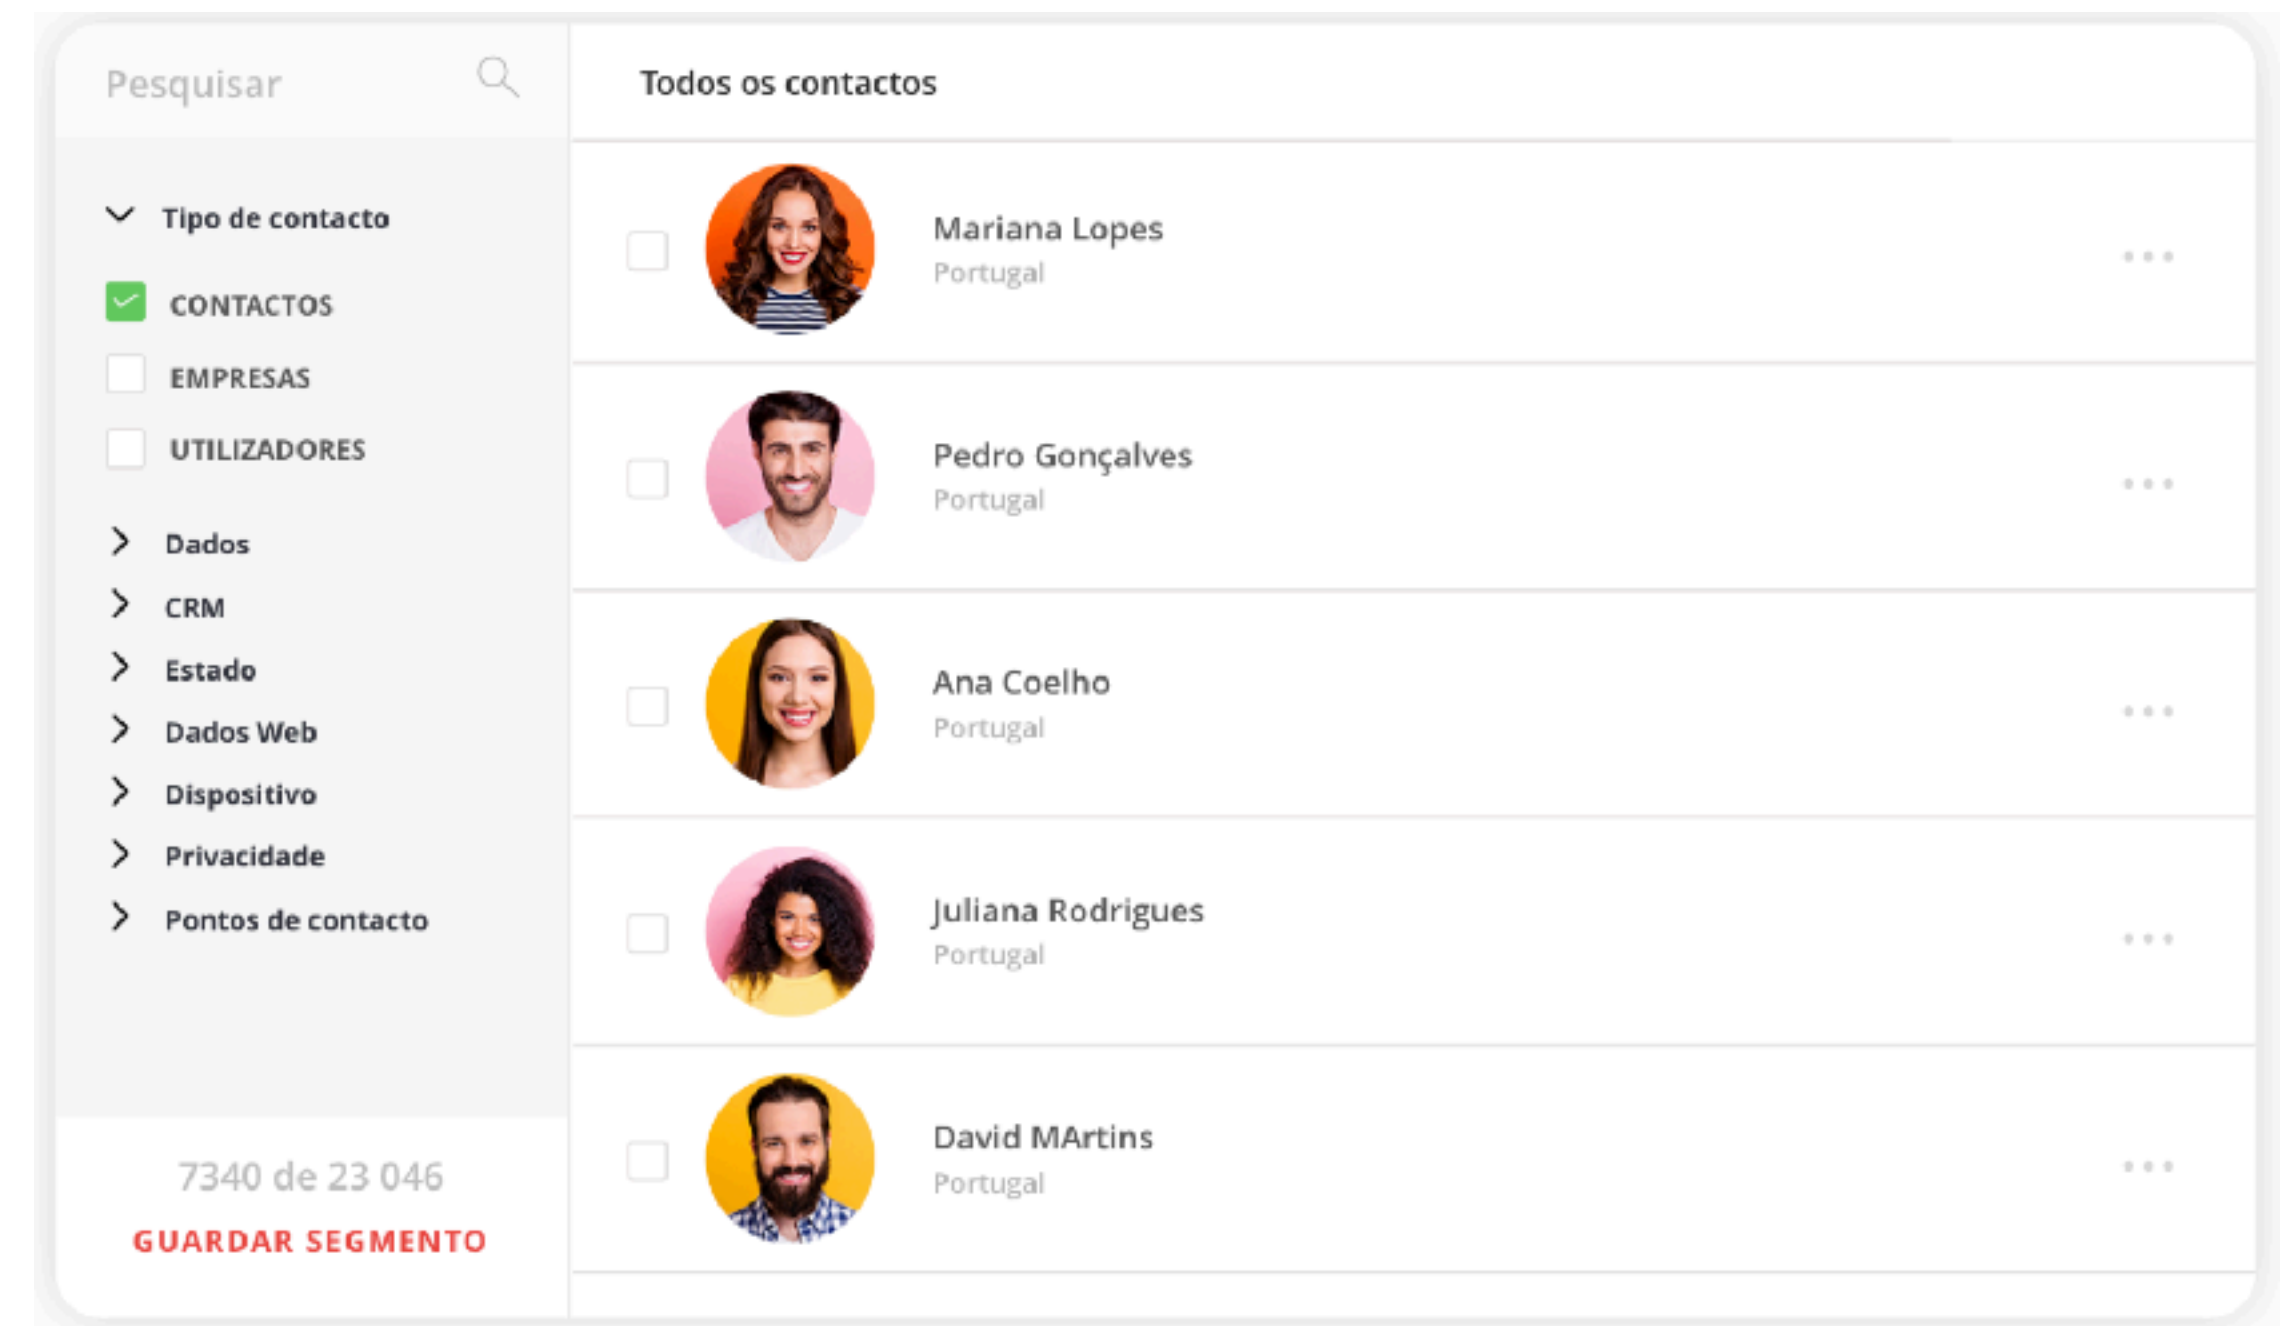 Pesquisar
Tipo de contacto
CONTACTOS
EMPRESAS
UTILIZADORES
Dados
CRM
Estado
Dados Web
Dispositivo
Privacidade
Pontos de contacto
7340 de 23 046
GUARDAR SEGMENTO
Todos os contactos
Mariana Lopes
Portugal
Pedro Gonçalves
Portugal
Ana Coelho
Portugal
Juliana Rodrigues
Portugal
David MArtins
Portugal